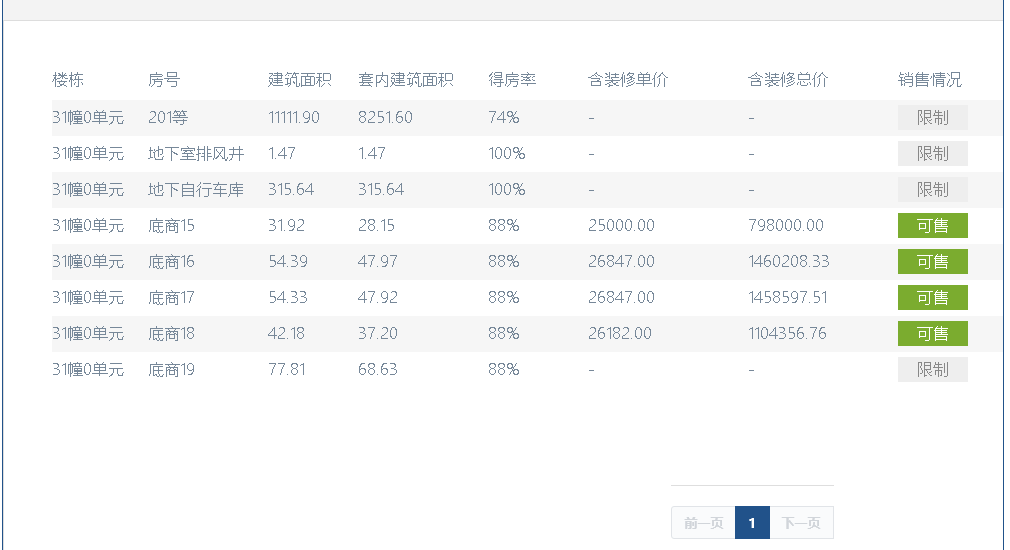 楼栋 房号 建筑面积 套内建筑面积 得房率 含装修单价 含装修总价 销售情况
31幢0单元 201等 11111.90 8251.60 74% - - 限制
31幢0单元 地下室排风井 1.47 1.47 100% - - 限制
31幢0单元 地下自行车库 315.64 315.64 100% - - 限制
31幢0单元 底商15 31.92 28.15 88% 25000.00 798000.00 可售
31幢0单元 底商16 54.39 47.97 88% 26847.00 1460208.33 可售
31幢0单元 底商17 54.33 47.92 88% 26847.00 1458597.51 可售
31幢0单元 底商18 42.18 37.20 88% 26182.00 1104356.76 可售
31幢0单元 底商19 77.81 68.63 88% - - 限制
前一页 1 下一页